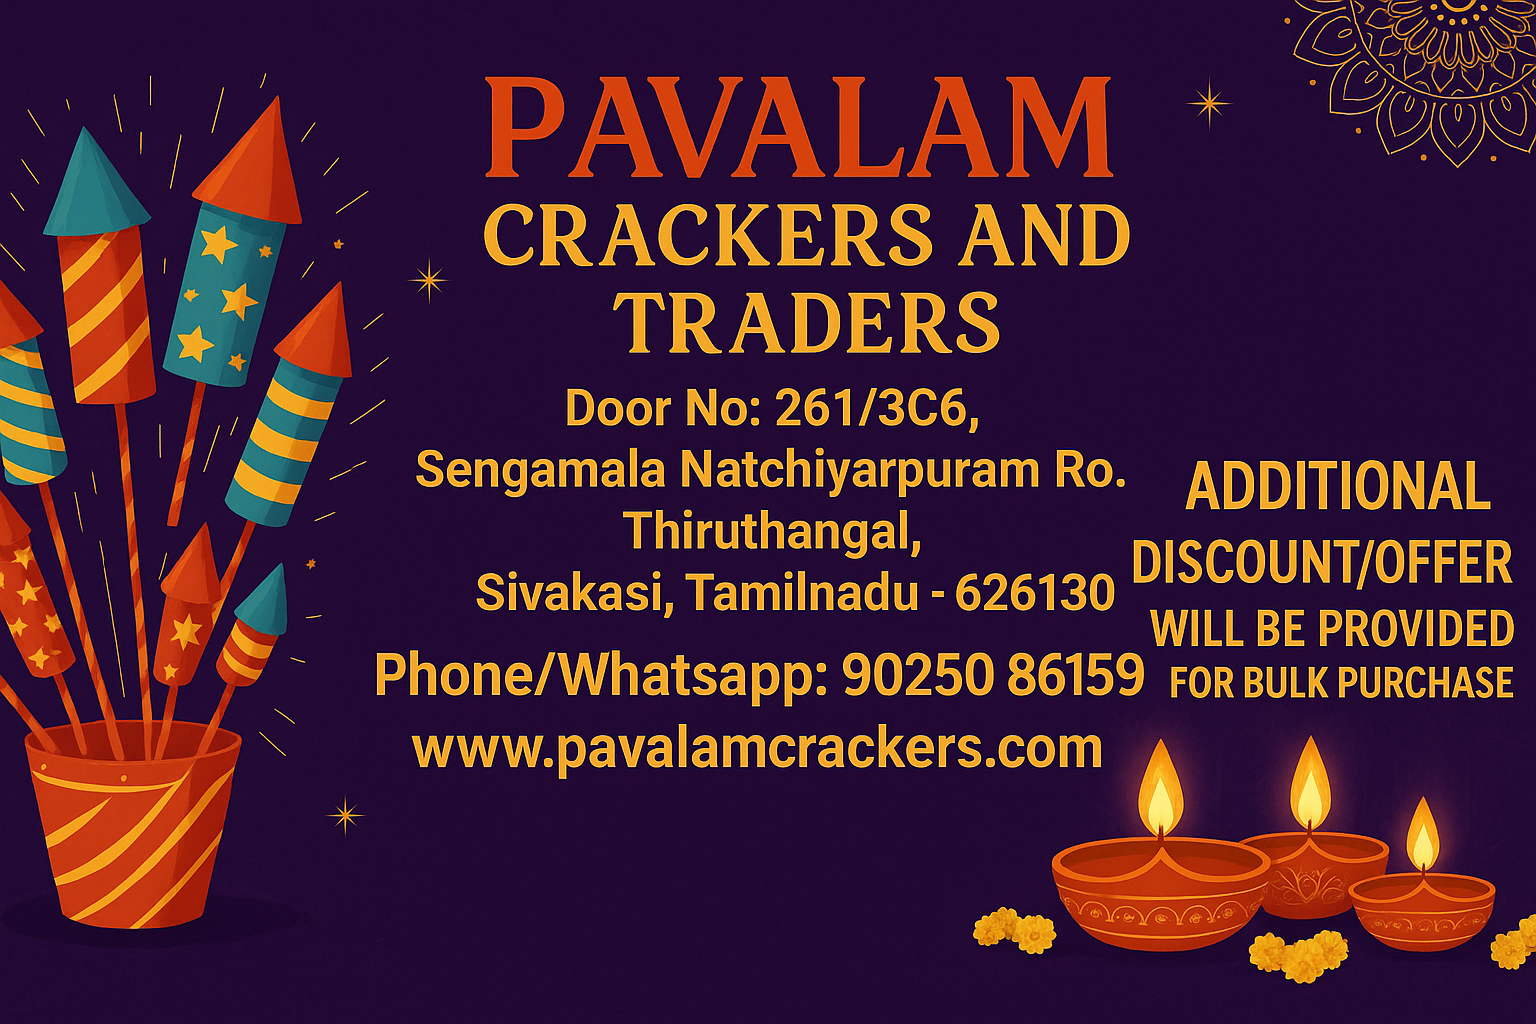 PAVALAM
CRACKERS AND
TRADERS
Door No: 261/3C6,
Sengamala Natchiyarpuram Ro.
Thiruthangal,
Sivakasi, Tamilnadu - 626130
Phone/Whatsapp: 90250 86159
www.pavalamcrackers.com
ADDITIONAL
DISCOUNT/OFFER
WILL BE PROVIDED
FOR BULK PURCHASE